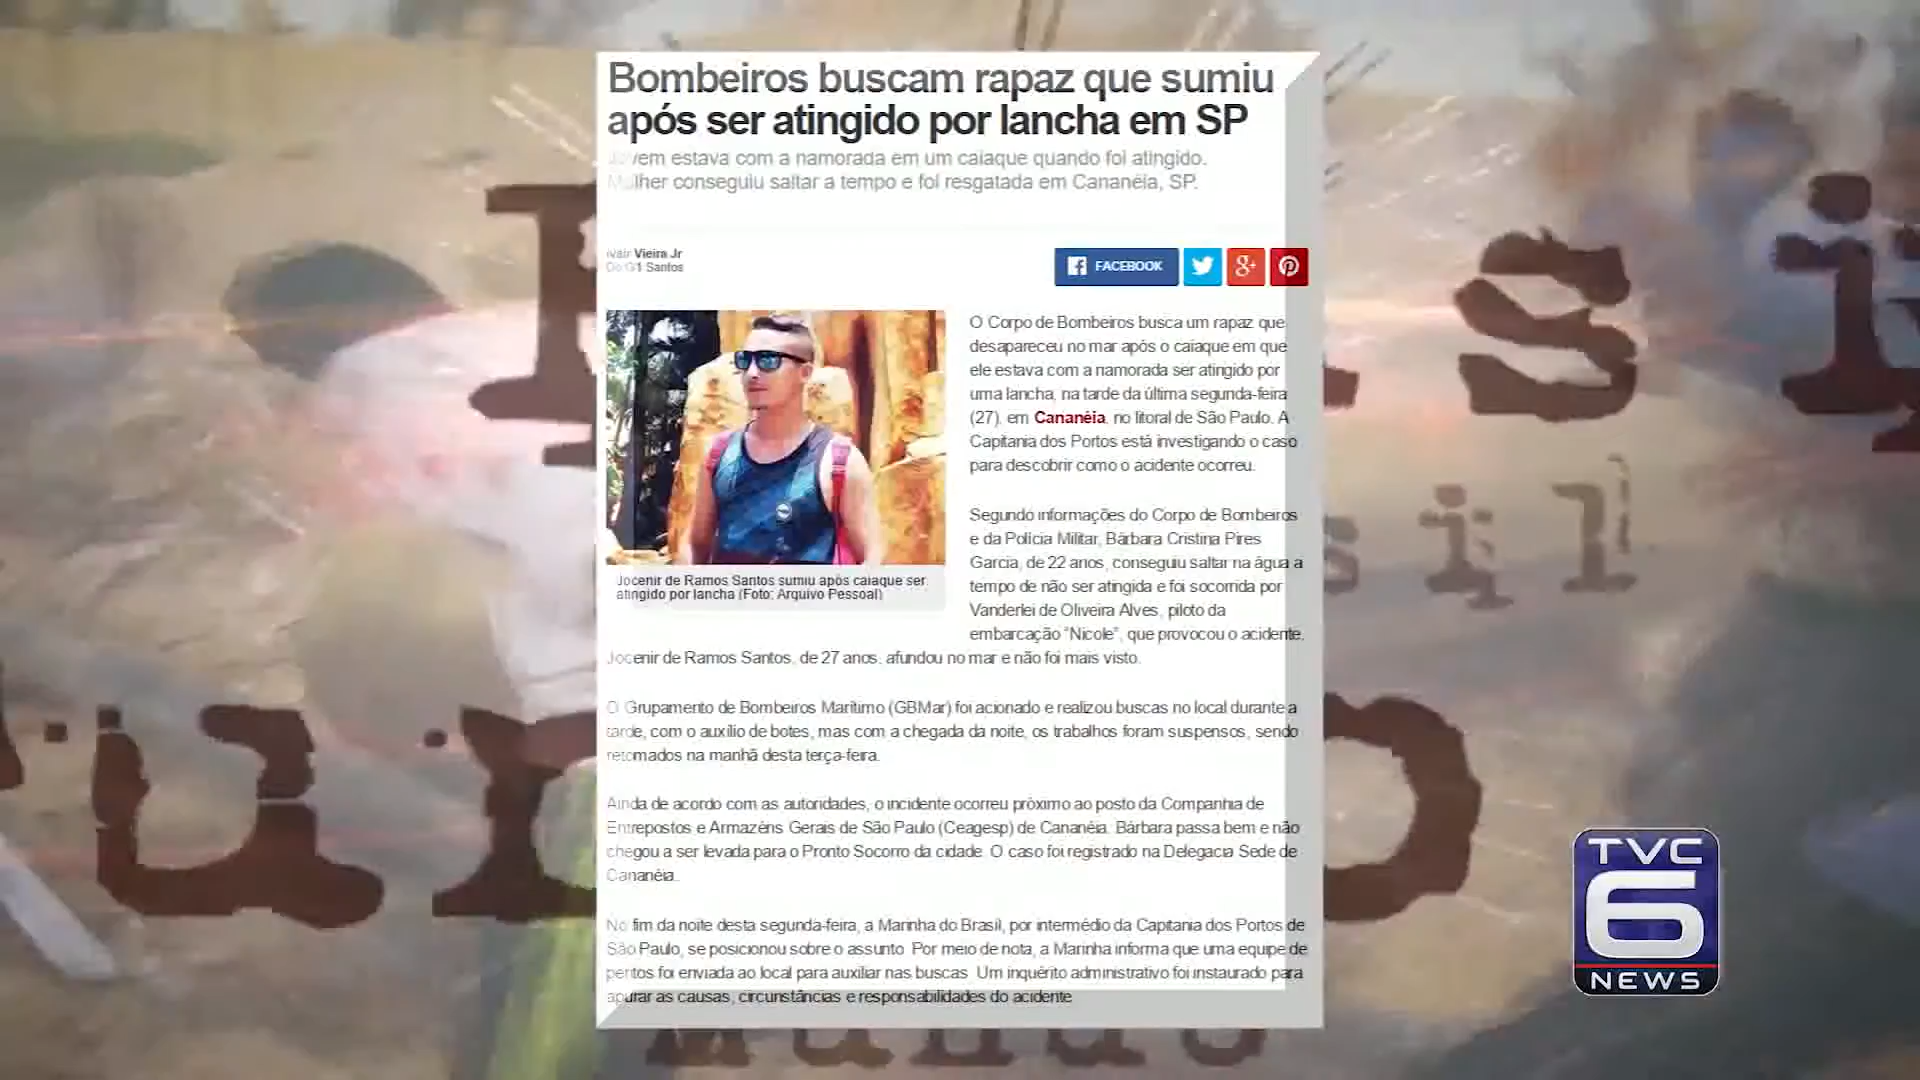 Bombeiros buscam rapaz que sumiu
após ser atingido por lancha em SP
Jovem estava com a namorada em um caiaque quando foi atingido.
Mulher conseguiu saltar a tempo e foi resgatada em Cananéia, SP.
Ivair Vieira Jr
Do G1 Santos
FACEBOOK
g+
O Corpo de Bombeiros busca um rapaz que
desapareceu no mar após o caiaque em que
ele estava com a namorada ser atingido por
uma lancha, na tarde da última segunda-feira
(27), em Cananéia, no litoral de São Paulo. A
Capitania dos Portos está investigando o caso
para descobrir como o acidente ocorreu.
Segundo informações do Corpo de Bombeiros
e da Polícia Militar, Bárbara Cristina Pires
Garcia, de 22 anos, conseguiu saltar na água a
tempo de não ser atingida e foi socorrida por
Vanderlei de Oliveira Alves, piloto da
embarcação "Nicole", que provocou o acidente.
Jocenir de Ramos Santos, de 27 anos, afundou no mar e não foi mais visto.
Jocenir de Ramos Santos sumiu após caiaque ser
atingido por lancha (Foto: Arquivo Pessoal)
O Grupamento de Bombeiros Marítimo (GBMar) foi acionado e realizou buscas no local durante a
tarde, com o auxílio de botes, mas com a chegada da noite, os trabalhos foram suspensos, sendo
retomados na manhã desta terça-feira.
Ainda de acordo com as autoridades, o incidente ocorreu próximo ao posto da Companhia de
Entrepostos e Armazéns Gerais de São Paulo (Ceagesp) de Cananéia. Bárbara passa bem e não
chegou a ser levada para o Pronto Socorro da cidade. O caso foi registrado na Delegacia Sede de
Cananéia.
No fim da noite desta segunda-feira, a Marinha do Brasil, por intermédio da Capitania dos Portos de
São Paulo, se posicionou sobre o assunto. Por meio de nota, a Marinha informa que uma equipe de
peritos foi enviada ao local para auxiliar nas buscas. Um inquérito administrativo foi instaurado para
apurar as causas, circunstâncias e responsabilidades do acidente
TVC
6
NEWS